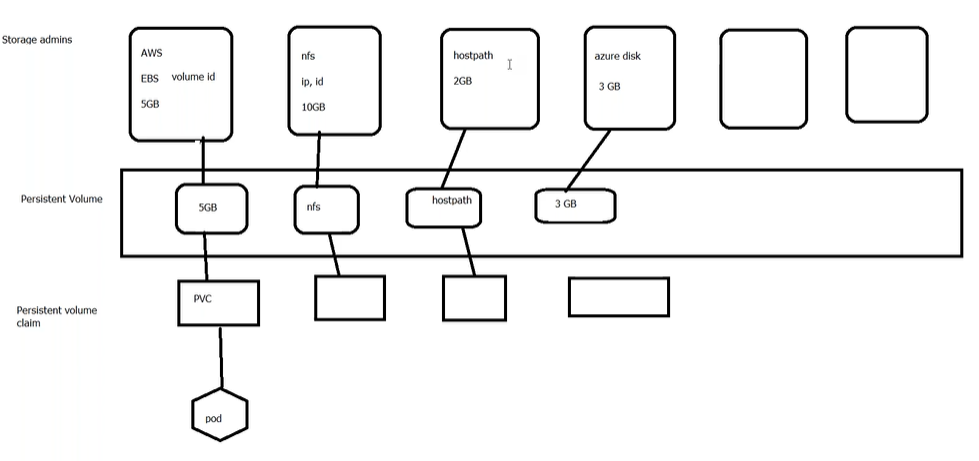 Storage admins
AWS
EBS volume id
5GB
nfs
ip, id
10GB
hostpath
2GB
azure disk
3 GB
Persistent Volume
5GB
nfs
hostpath
3 GB
Persistent volume
claim
PVC
pod